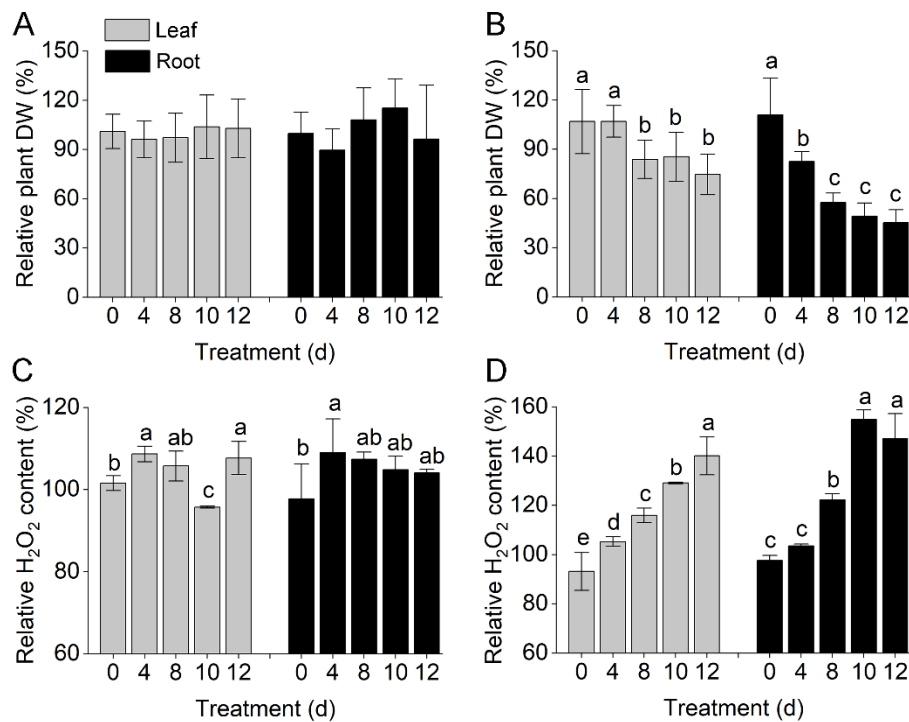 A
Leaf
Root
Relative plant DW (%)
150
120
90
60
30
0
0 4 8 10 12 0 4 8 10 12
Treatment (d)
B
Relative plant DW (%)
150
120
90
60
30
0
a a b b b a b c c c
0 4 8 10 12 0 4 8 10 12
Treatment (d)
C
Relative H₂O₂ content (%)
120
100
80
60
b a ab c a b a ab ab ab
0 4 8 10 12 0 4 8 10 12
Treatment (d)
D
Relative H₂O₂ content (%)
160
140
120
100
80
60
e d c b a c c b a a
0 4 8 10 12 0 4 8 10 12
Treatment (d)